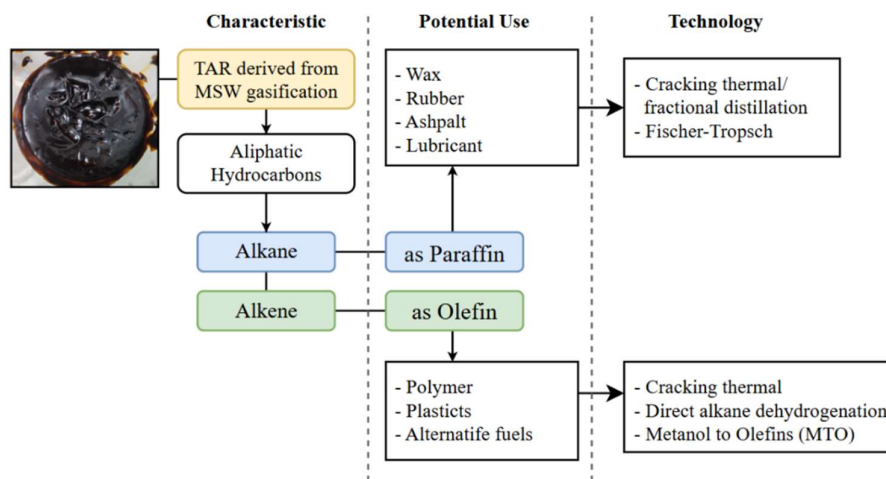 Characteristic
Potential Use
Technology
TAR derived from
MSW gasification
Aliphatic
Hydrocarbons
Alkane
Alkene
- Wax
- Rubber
- Ashpalt
- Lubricant
as Paraffin
as Olefin
- Polymer
- Plasticts
- Alternatife fuels
- Cracking thermal/
fractional distillation
- Fischer-Tropsch
- Cracking thermal
- Direct alkane dehydrogenation
- Metanol to Olefins (MTO)